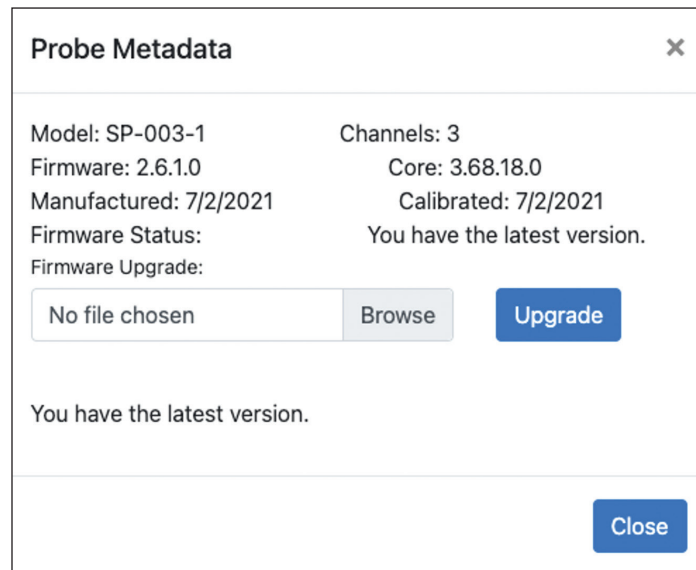 Probe Metadata ×
Model: SP-003-1 Channels: 3
Firmware: 2.6.1.0 Core: 3.68.18.0
Manufactured: 7/2/2021 Calibrated: 7/2/2021
Firmware Status: You have the latest version.
Firmware Upgrade:
No file chosen Browse Upgrade
You have the latest version.
Close